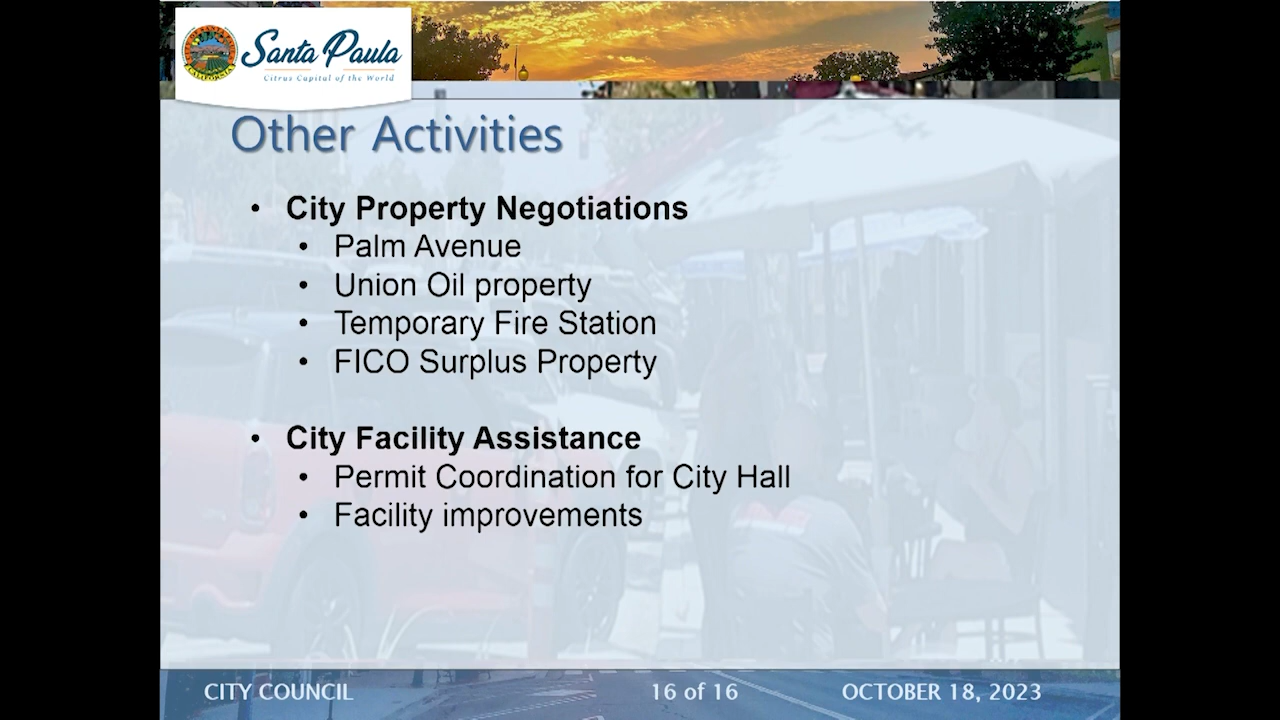 Santa Paula
Citrus Capital of the World
CALIFORNIA
Other Activities
• City Property Negotiations
• Palm Avenue
• Union Oil property
• Temporary Fire Station
• FICO Surplus Property
• City Facility Assistance
• Permit Coordination for City Hall
• Facility improvements
CITY COUNCIL
16 of 16
OCTOBER 18, 2023